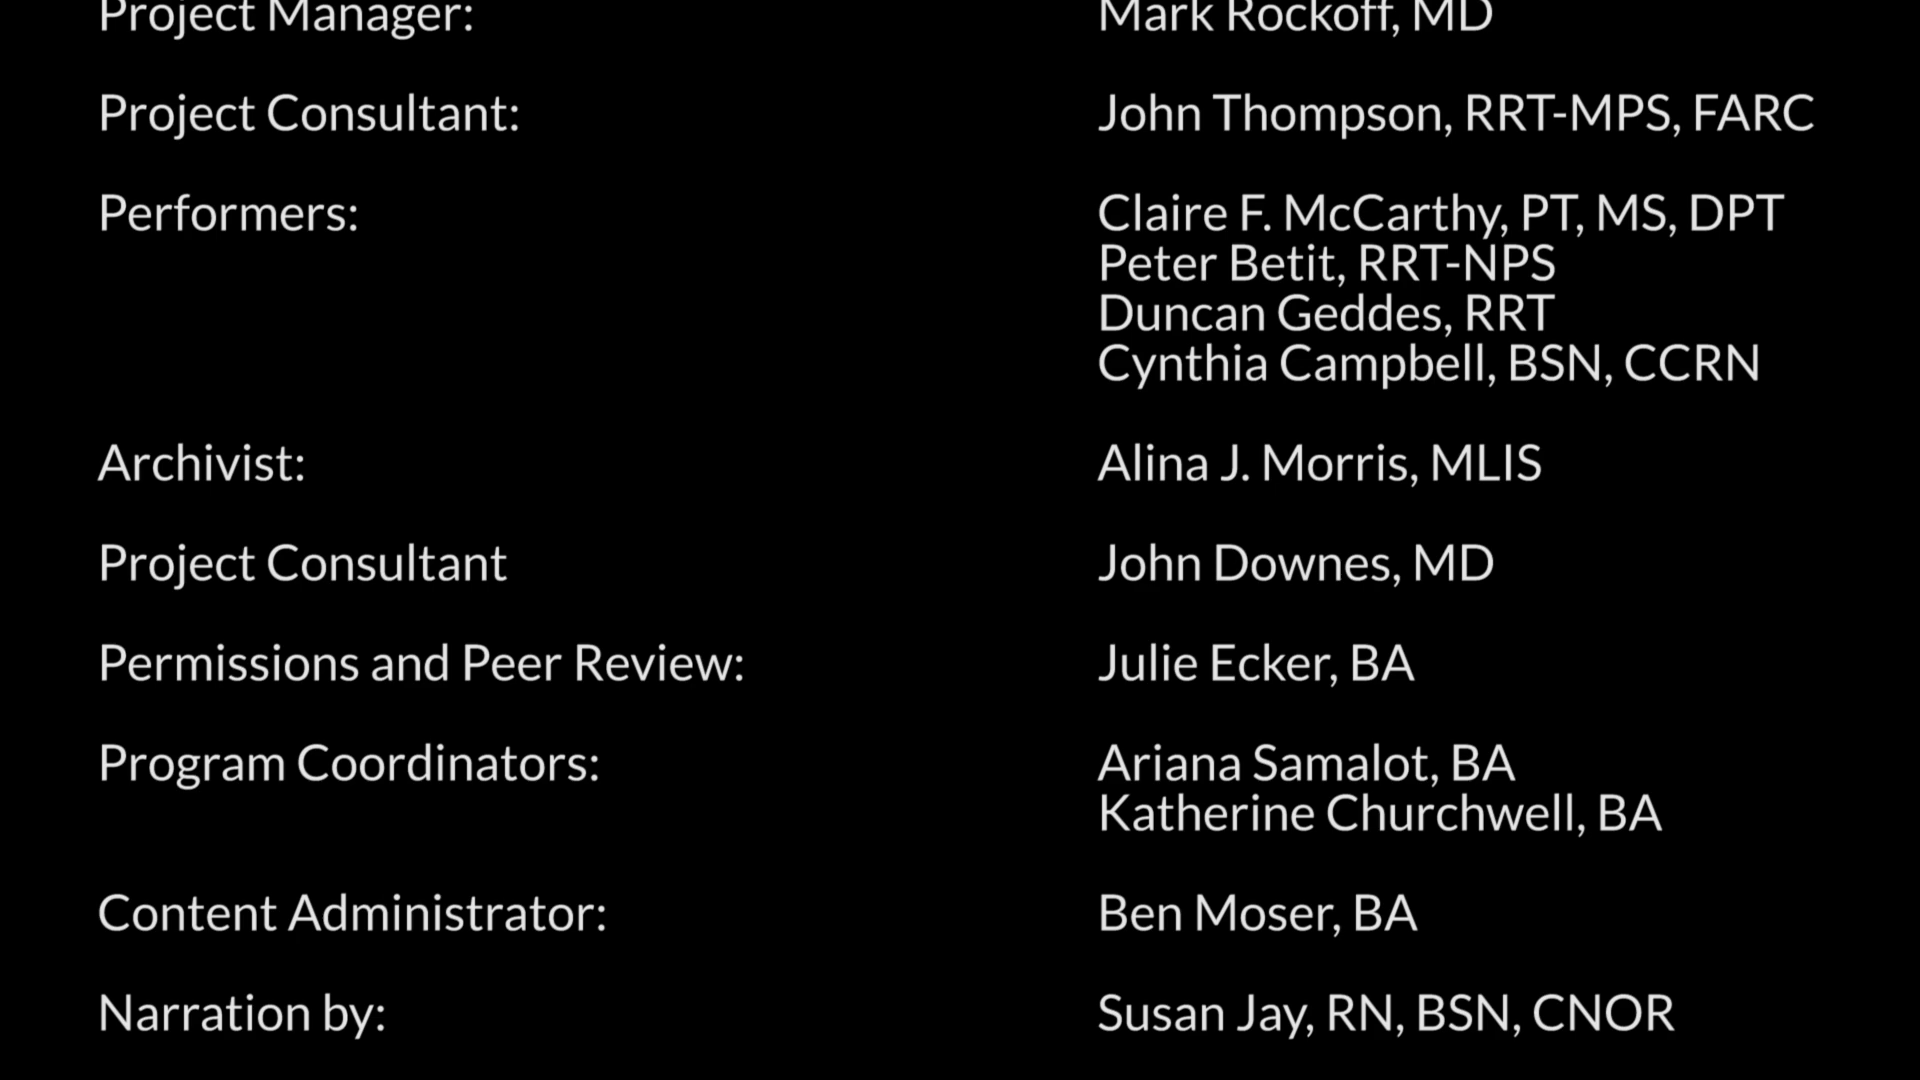 Project Manager: Mark Rockoff, MD
Project Consultant: John Thompson, RRT-MPS, FARC
Performers: Claire F. McCarthy, PT, MS, DPT
Peter Betit, RRT-NPS
Duncan Geddes, RRT
Cynthia Campbell, BSN, CCRN
Archivist: Alina J. Morris, MLIS
Project Consultant John Downes, MD
Permissions and Peer Review: Julie Ecker, BA
Program Coordinators: Ariana Samalot, BA
Katherine Churchwell, BA
Content Administrator: Ben Moser, BA
Narration by: Susan Jay, RN, BSN, CNOR